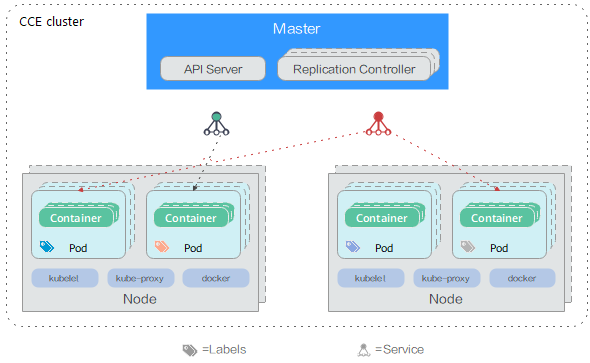 CCE cluster
Master
API Server
Replication Controller
Container
Container
Container
Container
Pod
Pod
Pod
Pod
kubelet
kube-proxy
docker
kubelet
kube-proxy
docker
Node
Node
=Labels
=Service